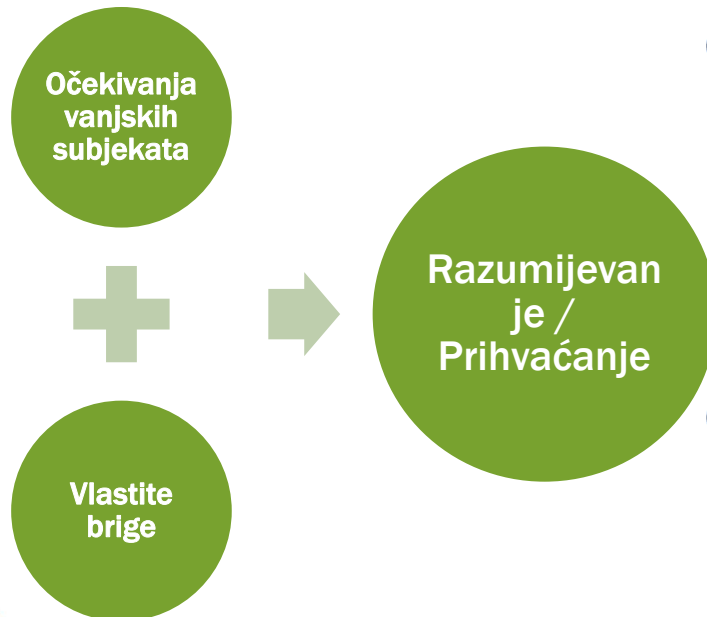 Očekivanja
vanjskih
subjekata
Vlastite
brige
Razumijevan
je /
Prihvaćanje